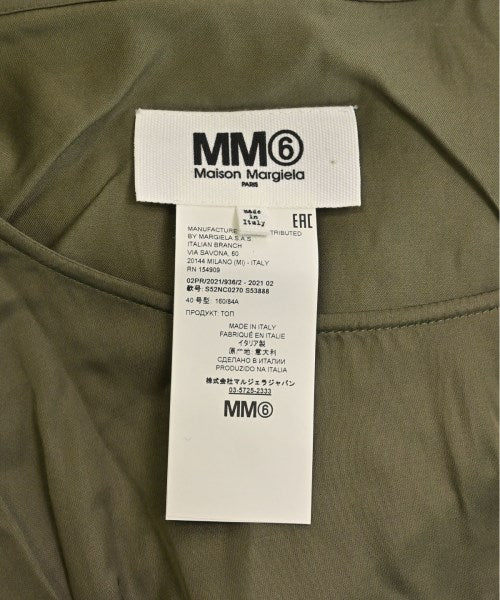 MM⑥
Maison Margiela
PARIS
made
in
Italy
EAC
MANUFACTURE TRIBUTED
BY MARGIELA S.A.S
ITALIAN BRANCH
VIA SAVONA, 60
20144 MILANO (MI) - ITALY
RN 154909
02PR/2021/936/2 - 2021 02
款号: S52NC0270 S53888
40 号型: 160/84A
ПРОДУКТ: ТОП
MADE IN ITALY
FABRIQUÉ EN ITALIE
イタリア製
原产地: 意大利
СДЕЛАНО В ИТАЛИИ
PRODUZIDO NA ITALIA
株式会社マルジェラジャパン
03-5725-2333
MM⑥